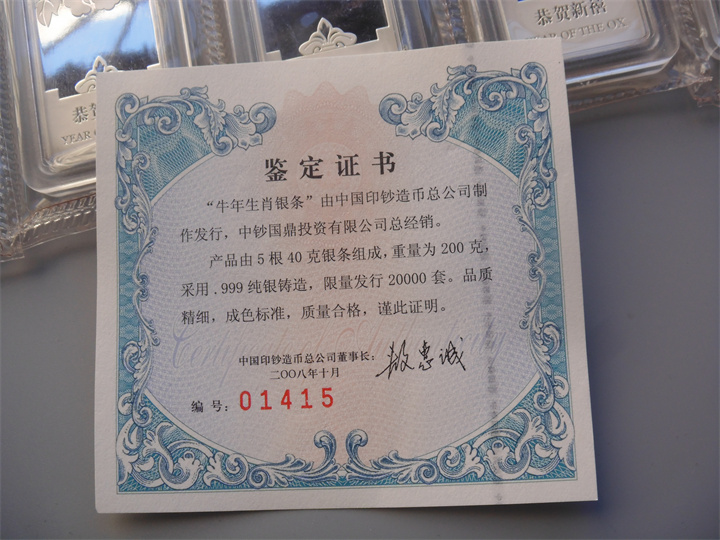 恭贺新禧
YEAR OF THE OX
恭贺
YEAR
鉴定证书
“牛年生肖银条”由中国印钞造币总公司制
作发行，中钞国鼎投资有限公司总经销。
产品由5根40克银条组成，重量为200克，
采用.999纯银铸造，限量发行20000套。品质
精细，成色标准，质量合格，谨此证明。
中国印钞造币总公司董事长：
二〇〇八年十月
编 号：01415